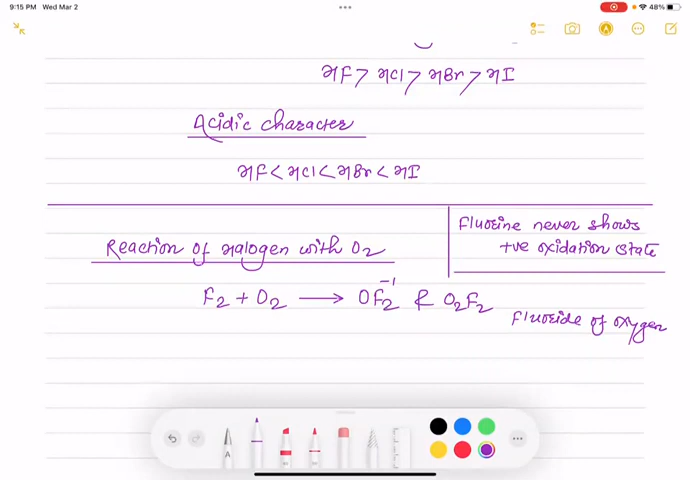 9:15 PM Wed Mar 2
48%
HF > HCl > HBr > HI
Acidic character
HF < HCl < HBr < HI
Fluorine never shows
+ve oxidation state
Reaction of Halogen with O2
F2 + O2 ⟶ OF2⁻¹ & O2F2
Fluoride of oxygen
A